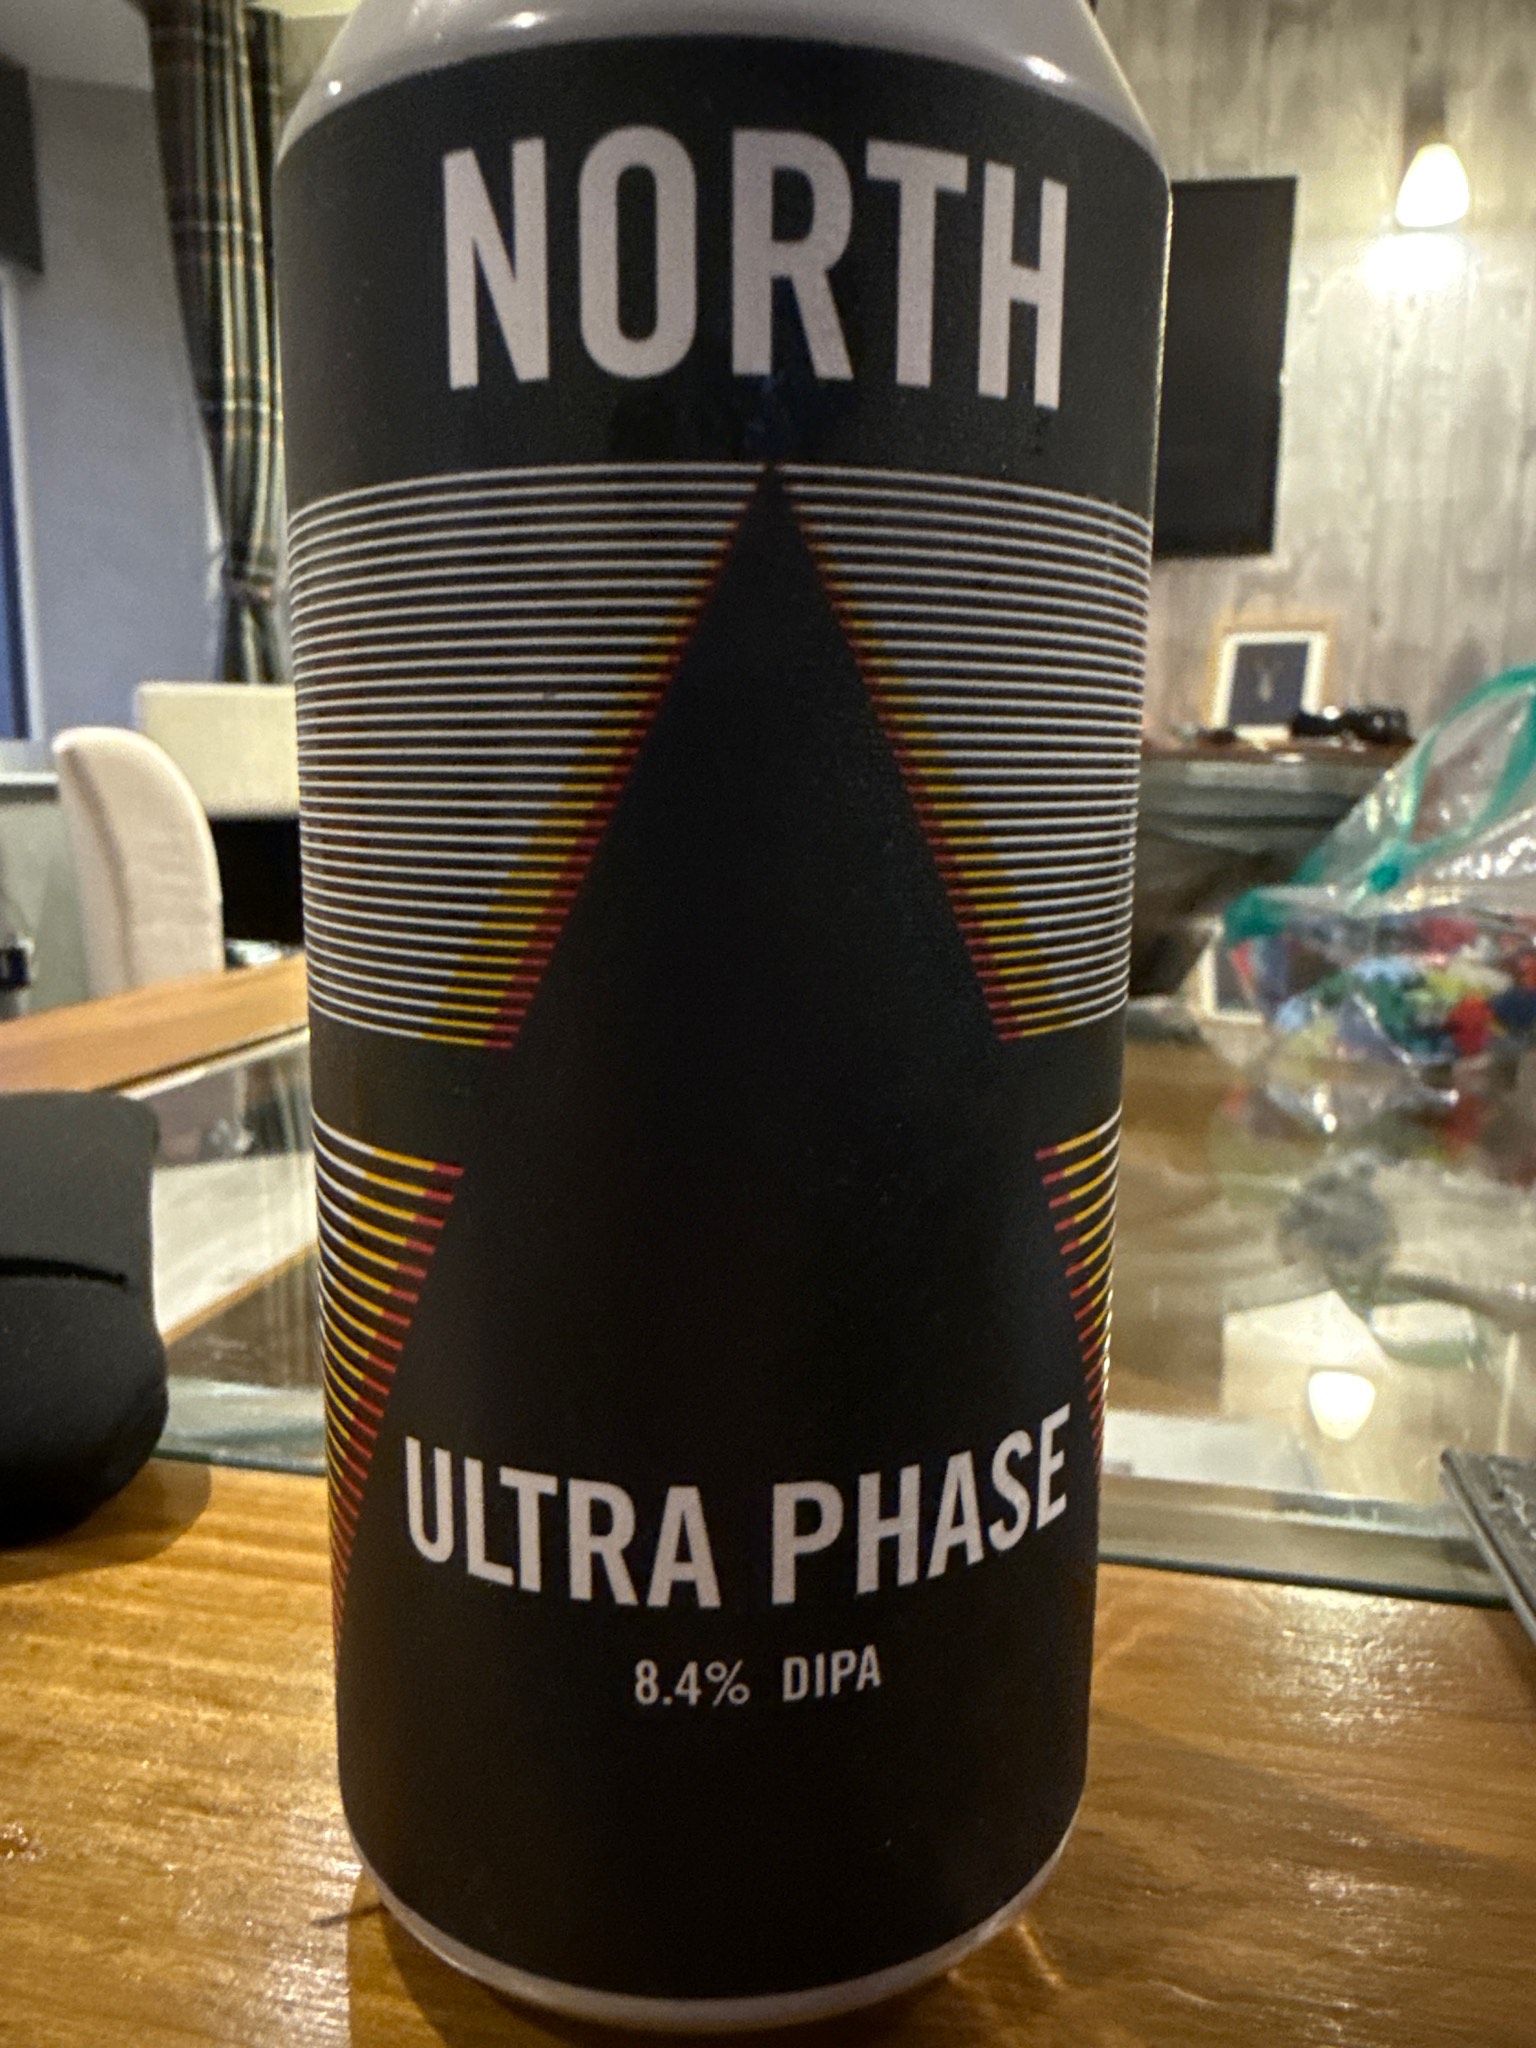 NORTH
ULTRA PHASE
8.4% DIPA